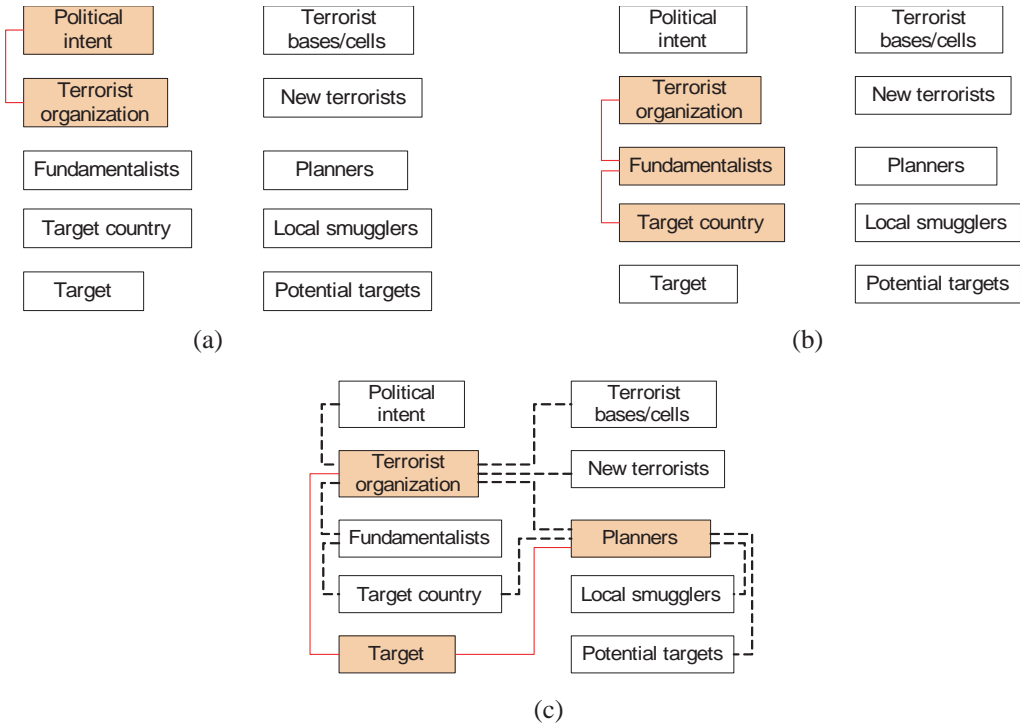 Political
intent
Terrorist
bases/cells
Terrorist
organization
New terrorists
Fundamentalists
Planners
Target country
Local smugglers
Target
Potential targets
(a)
Political
intent
Terrorist
bases/cells
Terrorist
organization
New terrorists
Fundamentalists
Planners
Target country
Local smugglers
Target
Potential targets
(b)
Political
intent
Terrorist
bases/cells
Terrorist
organization
New terrorists
Fundamentalists
Planners
Target country
Local smugglers
Target
Potential targets
(c)